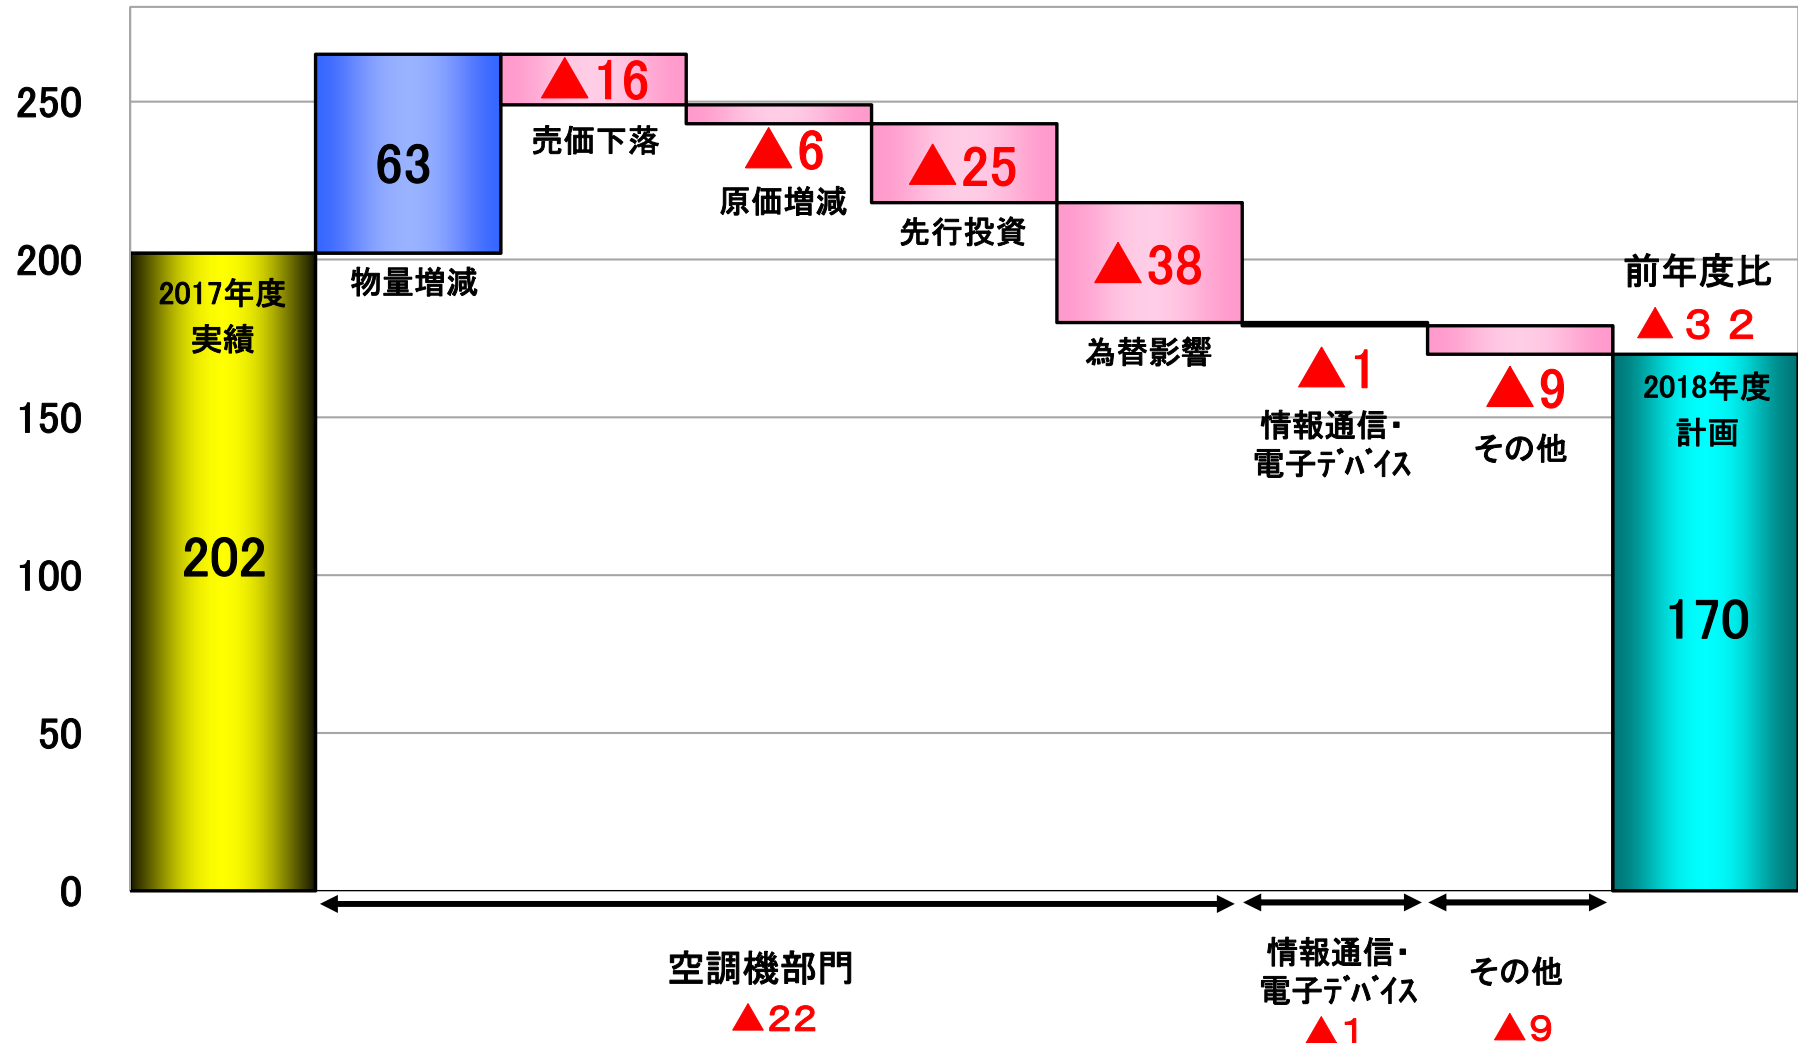 250
200
150
100
50
0
2017年度
実績
202
63
物量増減
▲16
売価下落
▲6
原価増減
▲25
先行投資
▲38
為替影響
▲1
情報通信・
電子ﾃﾞﾊﾞｲｽ
▲9
その他
前年度比
▲３２
2018年度
計画
170
空調機部門
▲22
情報通信・
電子ﾃﾞﾊﾞｲｽ
▲1
その他
▲9